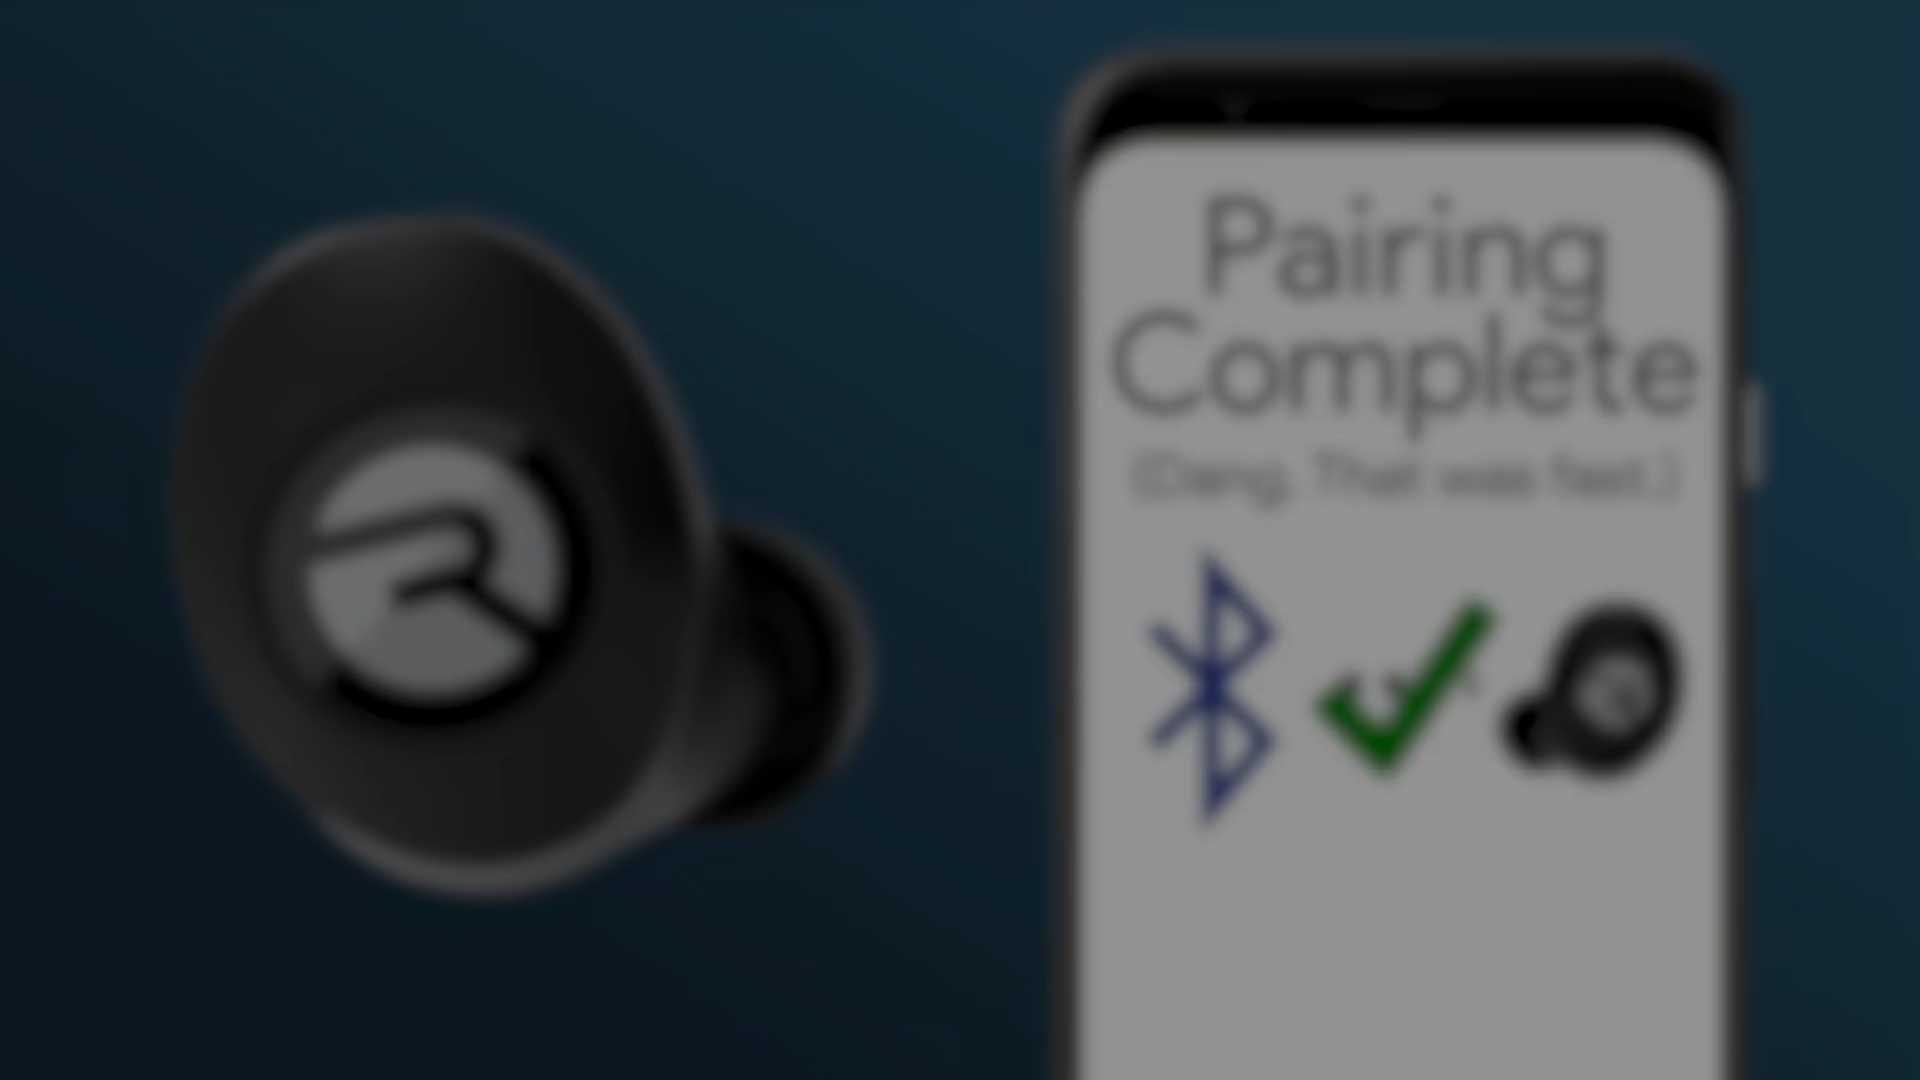 Pairing
Complete
(Dang. That was fast.)